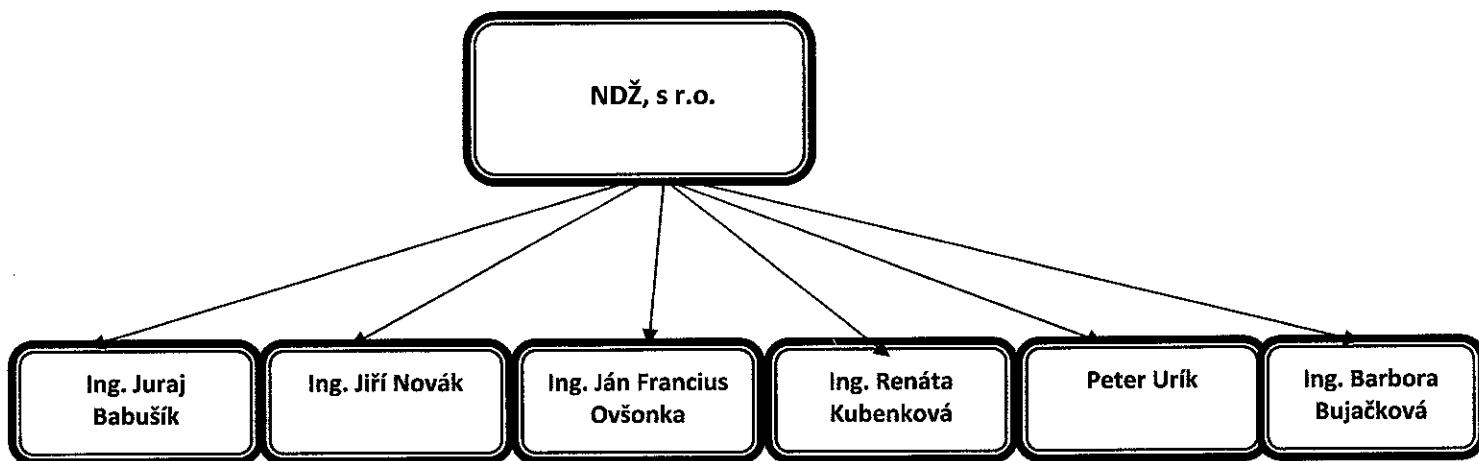 NDŽ, s r.o.
Ing. Juraj
Babušík
Ing. Jiří Novák
Ing. Ján Francius
Ovšonka
Ing. Renáta
Kubenková
Peter Urík
Ing. Barbora
Bujačková